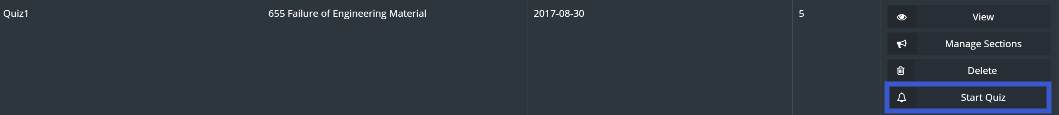 Quiz1 655 Failure of Engineering Material 2017-08-30 5 View
Manage Sections
Delete
Start Quiz